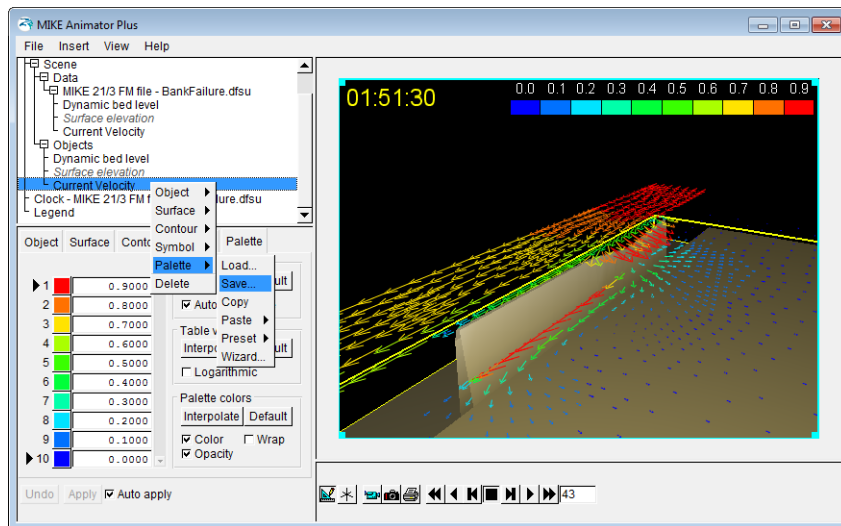 MIKE Animator Plus
File Insert View Help
Scene
Data
MIKE 21/3 FM file - BankFailure.dfsu
Dynamic bed level
Surface elevation
Current Velocity
Objects
Dynamic bed level
Surface elevation
Current Velocity
Clock - MIKE 21/3 FM lure.dfsu
Legend
Object
Surface
Contour
Symbol
Palette
Delete
Load...
Save...
Copy
Paste
Preset
Wizard...
Object Surface Palette
1 0.9000
2 0.8000
3 0.7000
4 0.6000
5 0.5000
6 0.4000
7 0.3000
8 0.2000
9 0.1000
10 0.0000
Logarithmic
Palette colors
Interpolate Default
Color Wrap
Opacity
Undo Apply Auto apply
01:51:30
0.0 0.1 0.2 0.3 0.4 0.5 0.6 0.7 0.8 0.9
43